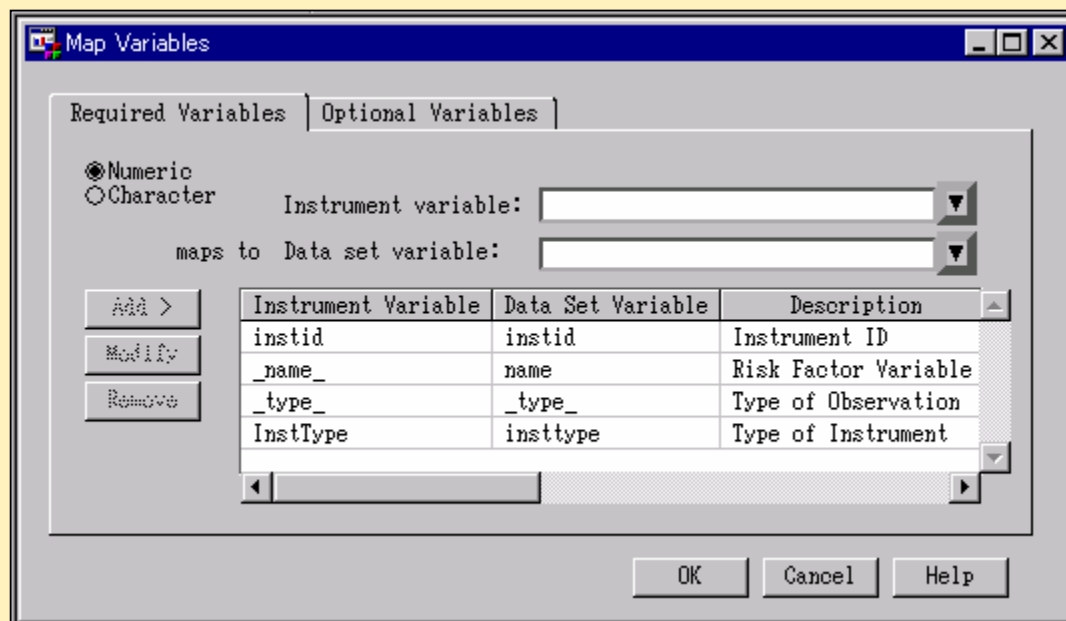 Map Variables
Required Variables
Optional Variables
Numeric
Character
Instrument variable:
maps to Data set variable:
Add >
Modify
Remove
Instrument Variable Data Set Variable Description
instid instid Instrument ID
_name_ name Risk Factor Variable
_type_ _type_ Type of Observation
InstType insttype Type of Instrument
OK Cancel Help